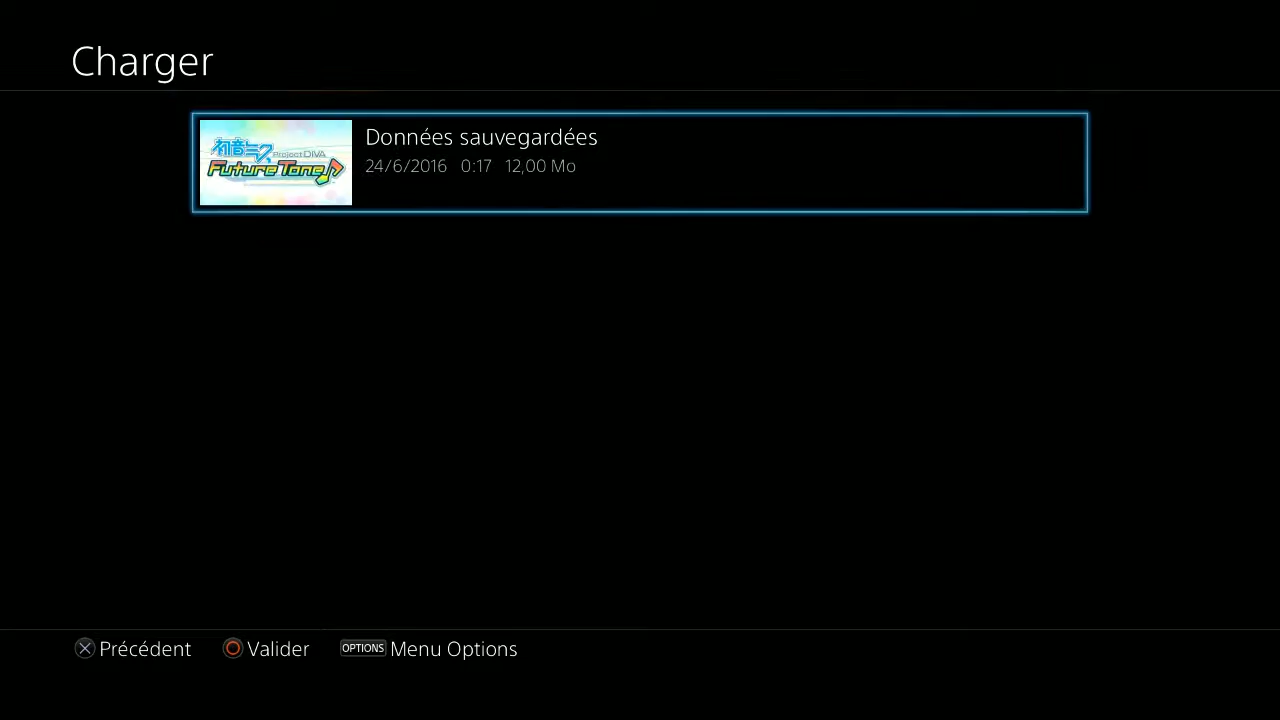 Charger
初音ミク
Project DIVA
Future Tone
Données sauvegardées
24/6/2016 0:17 12,00 Mo
Précédent Valider OPTIONS Menu Options